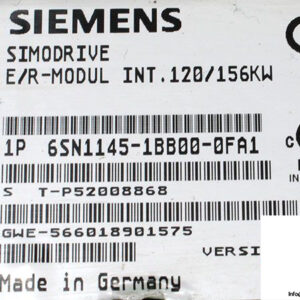 SIEMENS
SIMODRIVE
E/R-MODUL INT.120/156KW
1P 6SN1145-1BB00-0FA1
S T-P52008868
GWE-566018901575
VERSI
Made in Germany